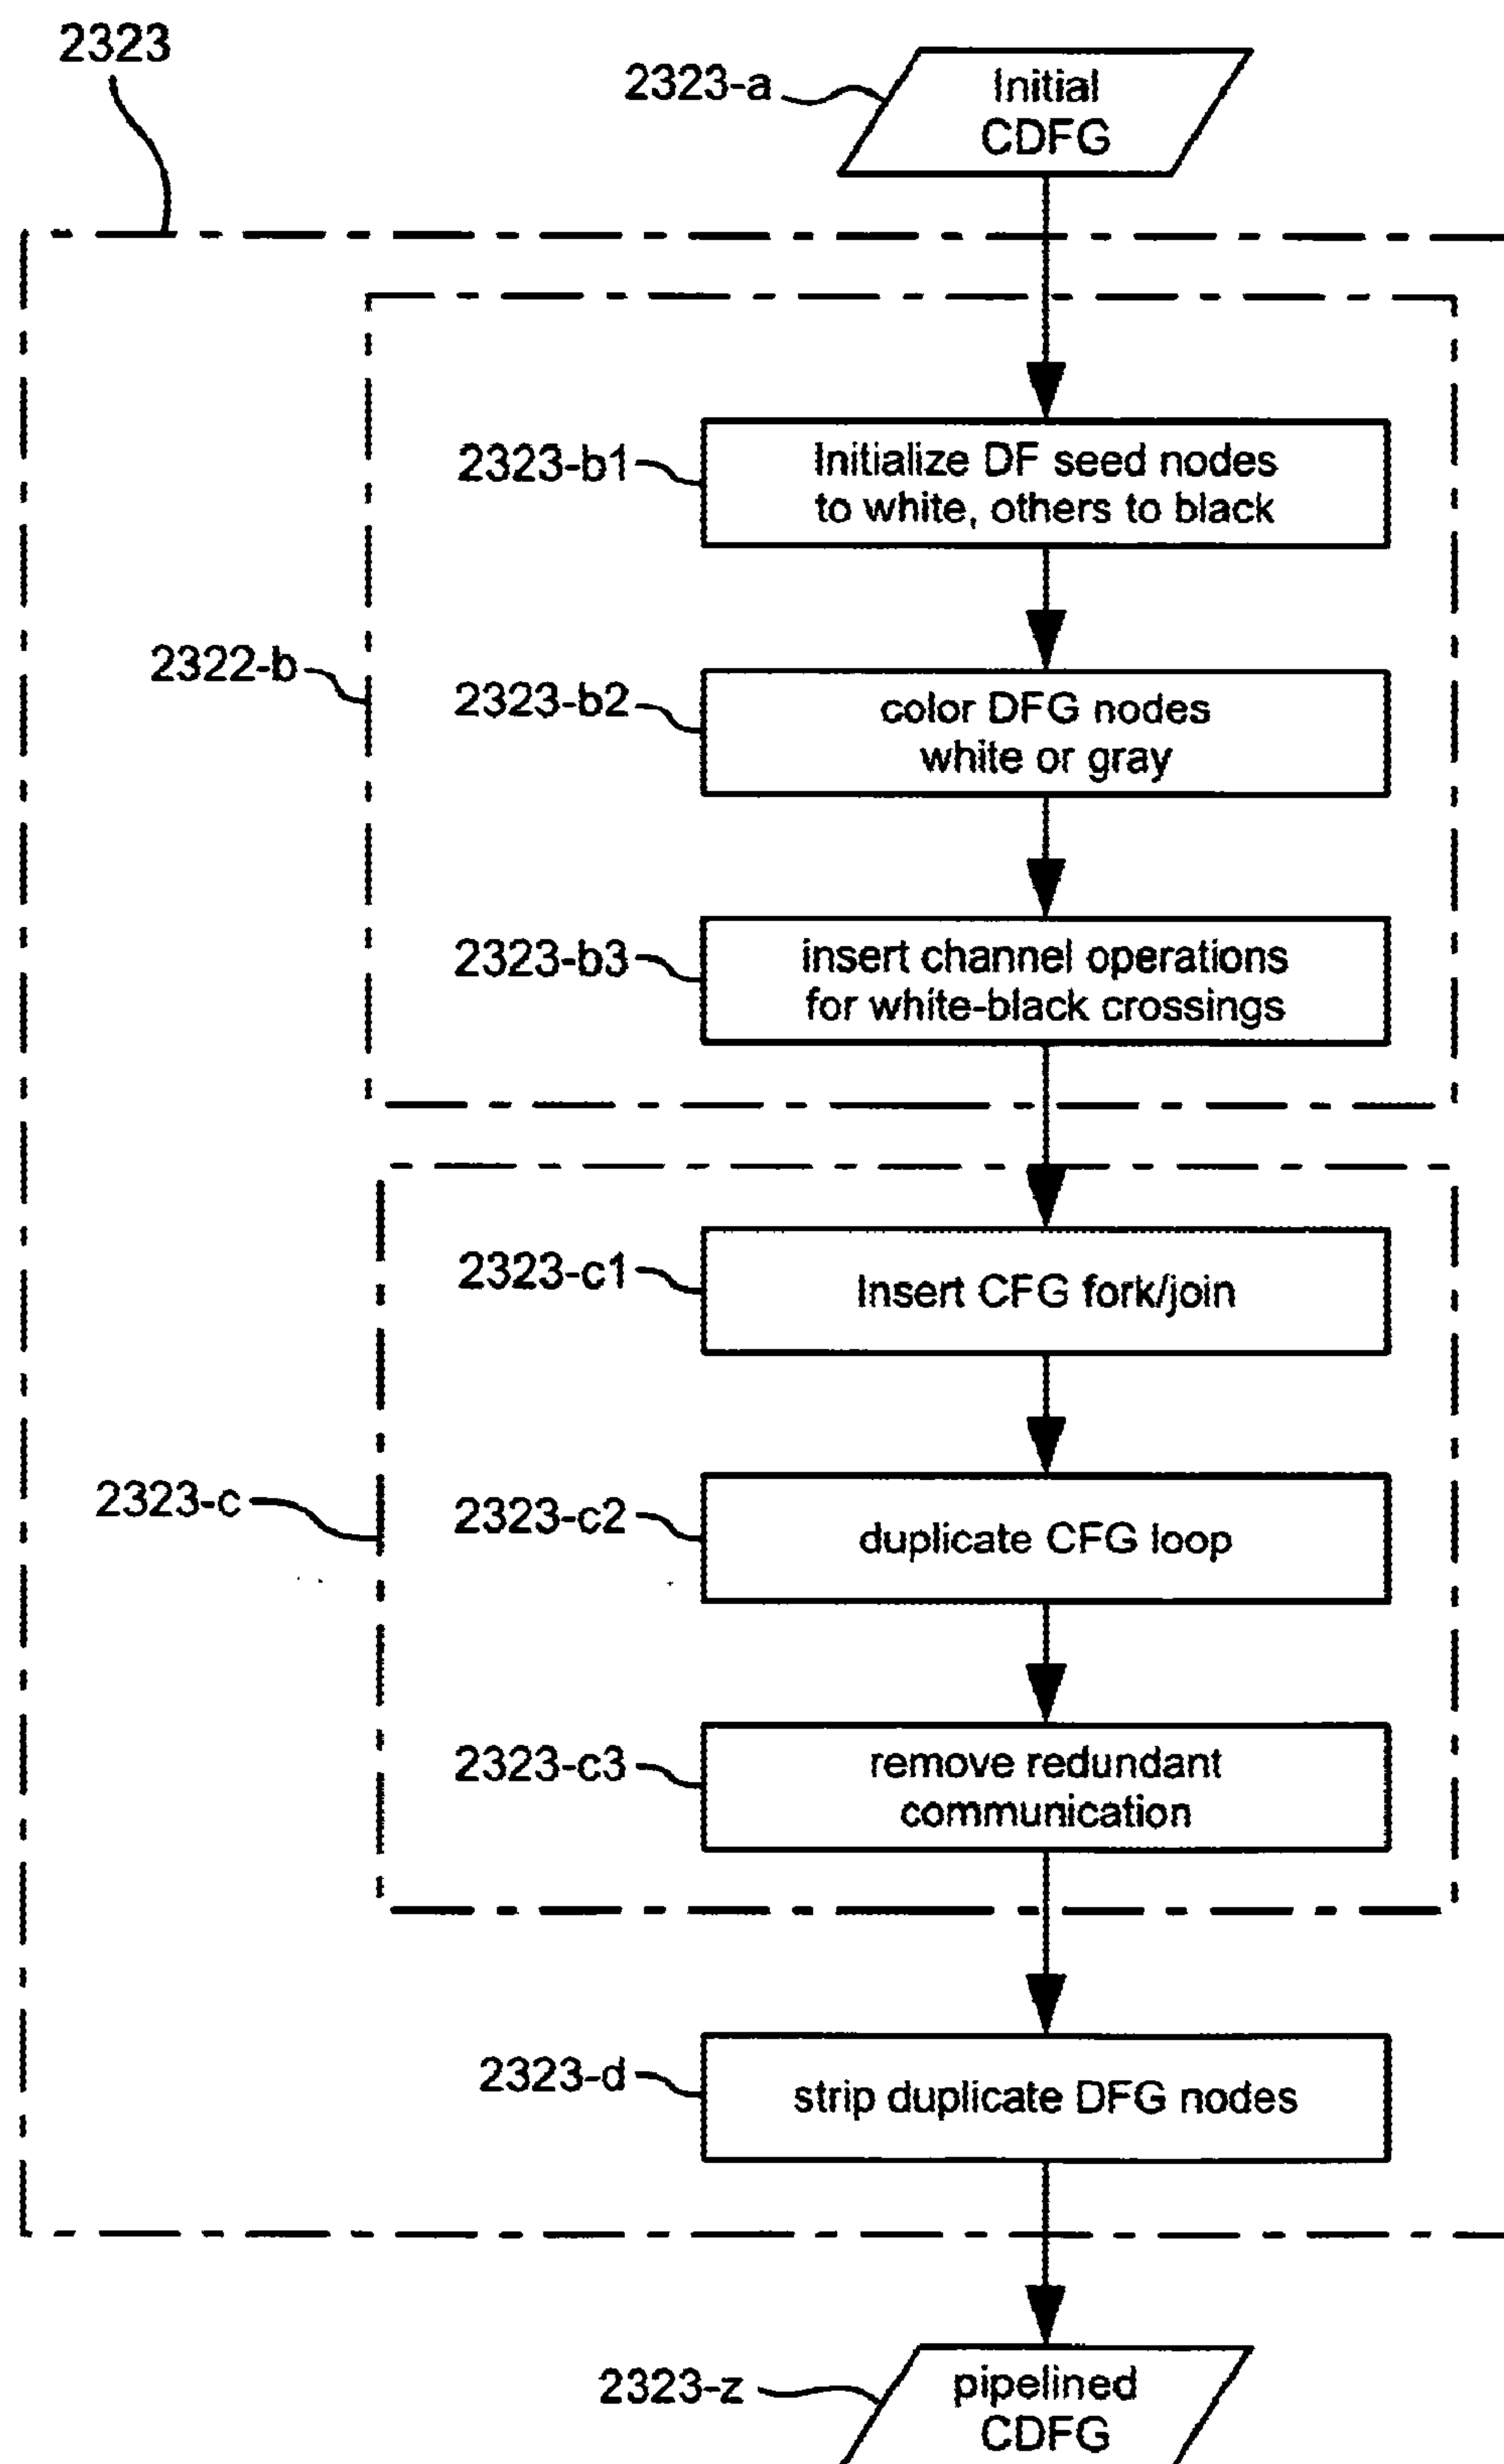 2323
2323-a
Initial
CDFG
2323-b1
Initialize DF seed nodes
to white, others to black
2322-b
2323-b2
color DFG nodes
white or gray
2323-b3
insert channel operations
for white-black crossings
2323-c1
Insert CFG fork/join
2323-c
2323-c2
duplicate CFG loop
2323-c3
remove redundant
communication
2323-d
strip duplicate DFG nodes
2323-z
pipelined
CDFG